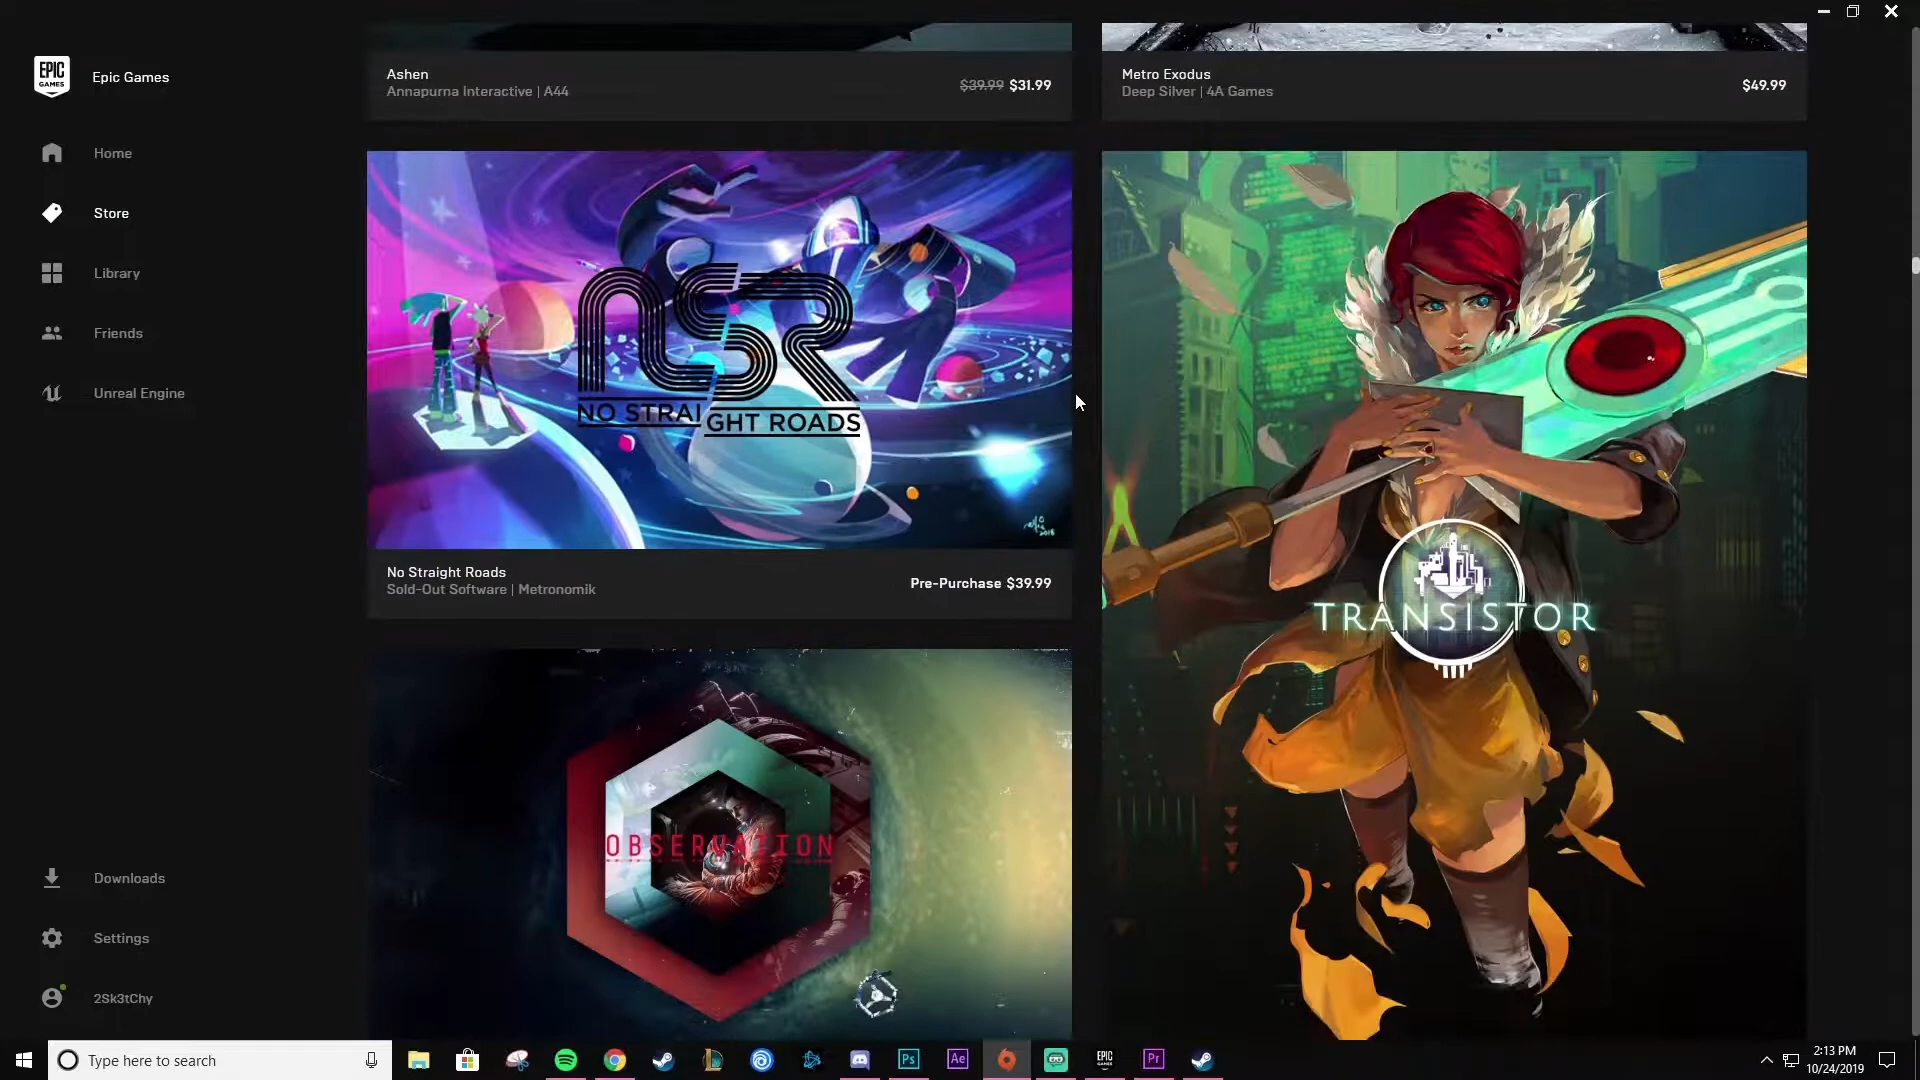 EPIC
GAMES
Epic Games
Home
Store
Library
Friends
Unreal Engine
Downloads
Settings
2Sk3tChy
Ashen
Annapurna Interactive | A44
$39.99 $31.99
Metro Exodus
Deep Silver | 4A Games
$49.99
NSR
NO STRAIGHT ROADS
2018
No Straight Roads
Sold-Out Software | Metronomik
Pre-Purchase $39.99
TRANSISTOR
OBSERVATION
Type here to search
Ps
Ae
EPIC
GAMES
Pr
2:13 PM
10/24/2019